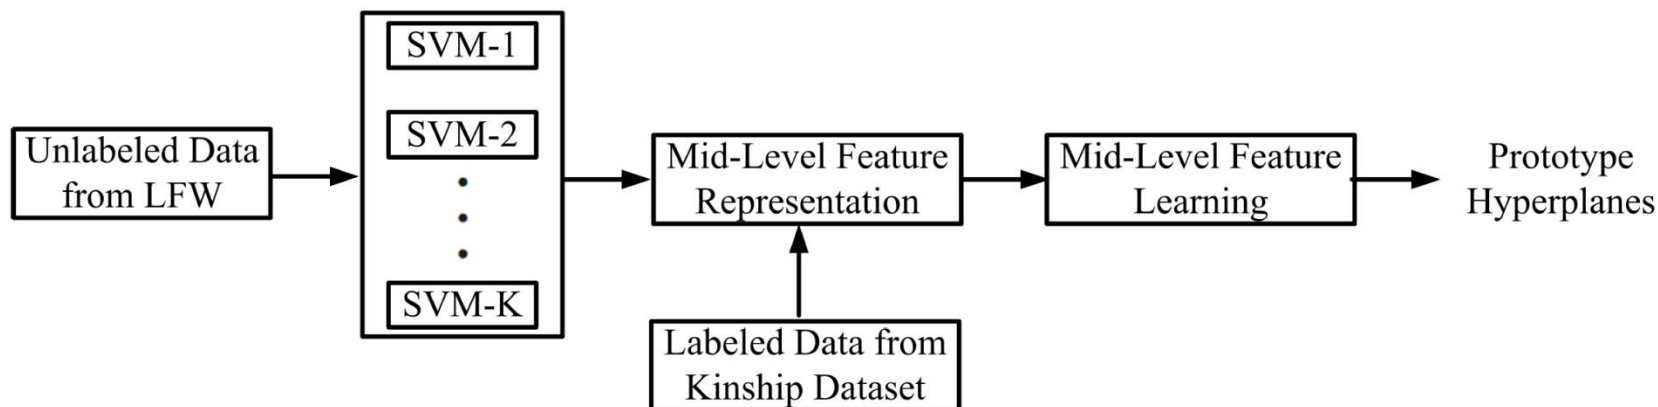 Unlabeled Data
from LFW
SVM-1
SVM-2
SVM-K
Mid-Level Feature
Representation
Labeled Data from
Kinship Dataset
Mid-Level Feature
Learning
Prototype
Hyperplanes